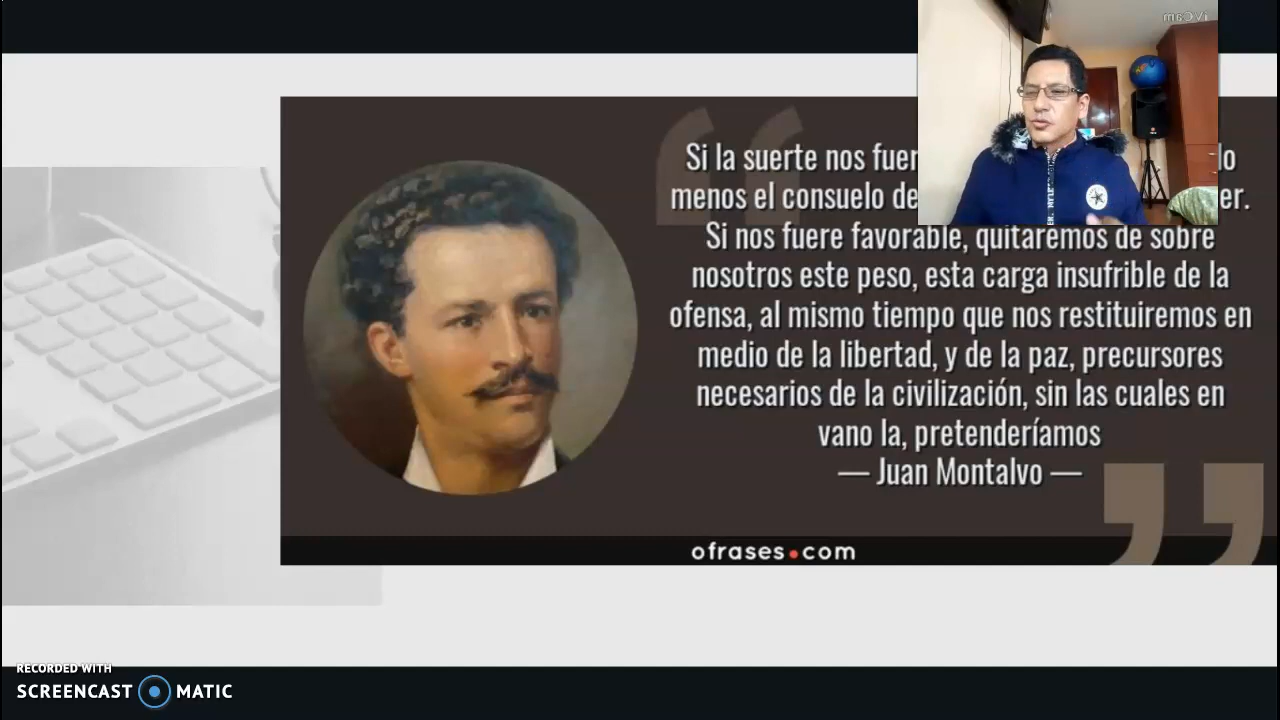 Si la suerte nos
menos el consuelo
Si nos fuere favorable, quitaremos de sobre
nosotros este peso, esta carga insufrible de la
ofensa, al mismo tiempo que nos restituiremos en
medio de la libertad, y de la paz, precursores
necesarios de la civilización, sin las cuales en
vano la, pretenderíamos
— Juan Montalvo —
ofrases.com
RECORDED WITH
SCREENCAST MATIC
iVCam